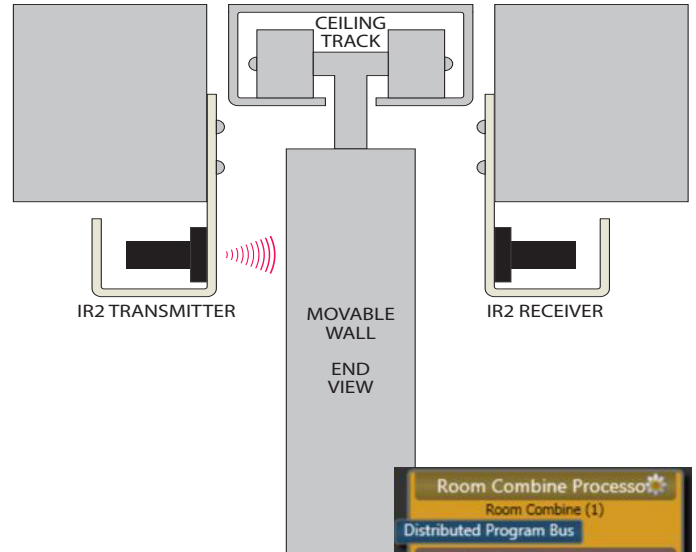 CEILING
TRACK
IR2 TRANSMITTER
IR2 RECEIVER
MOVABLE
WALL
END
VIEW
Room Combine Processor
Room Combine (1)
Distributed Program Bus